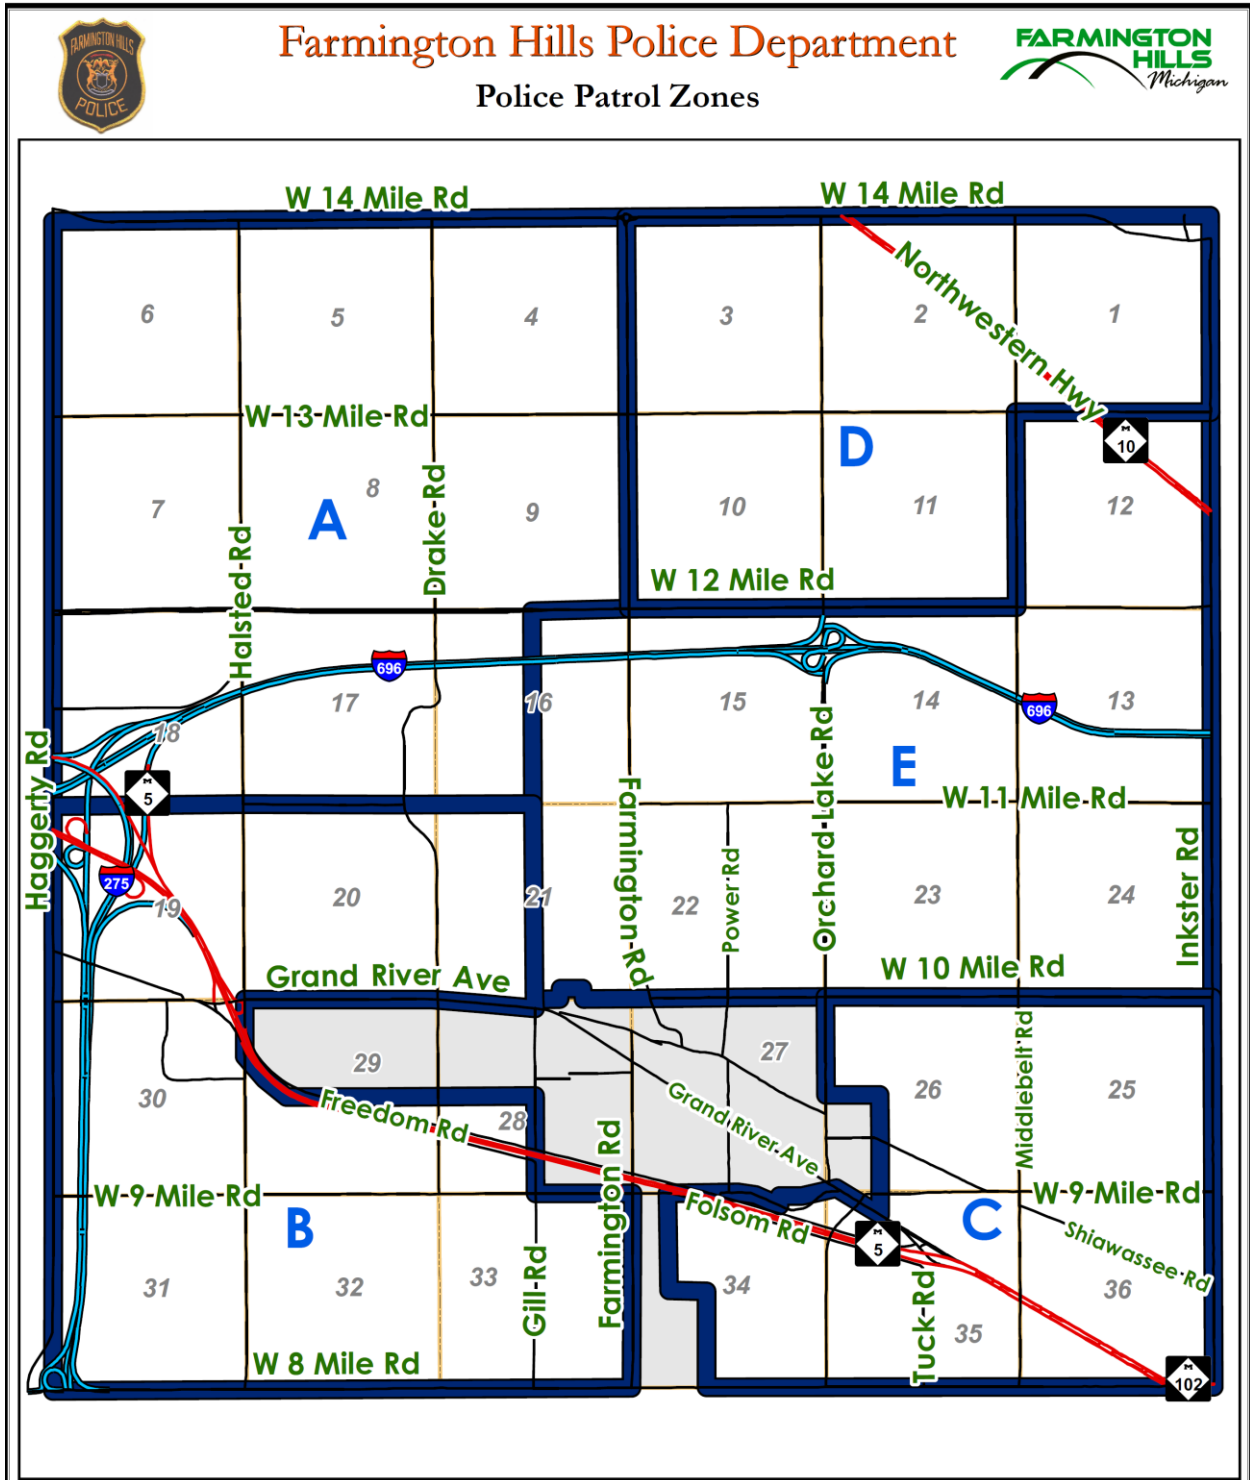 FARMINGTON HILLS
POLICE
Farmington Hills Police Department
Police Patrol Zones
FARMINGTON
HILLS
Michigan
W 14 Mile Rd
W 14 Mile Rd
Northwestern Hwy
6
5
4
3
2
1
W 13 Mile Rd
M
10
D
A
7
8
9
10
11
12
Halsted Rd
Drake Rd
W 12 Mile Rd
696
696
17
16
15
14
13
18
Haggerty Rd
M
5
E
W 11 Mile Rd
Farmington Rd
Power Rd
Orchard Lake Rd
Inkster Rd
275
19
20
21
22
23
24
Grand River Ave
W 10 Mile Rd
29
27
30
28
26
25
Middlebelt Rd
Freedom Rd
Grand River Ave
Farmington Rd
W 9 Mile Rd
W 9 Mile Rd
B
Folsom Rd
M
5
C
Shiawassee Rd
31
32
33
Gill Rd
34
Tuck Rd
35
36
W 8 Mile Rd
102